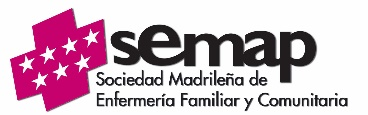 semap
Sociedad Madrileña de
Enfermería Familiar y Comunitaria